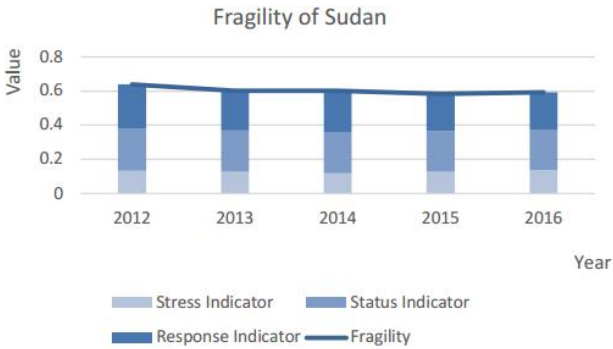 Fragility of Sudan
Value
0.8
0.6
0.4
0.2
0
2012 2013 2014 2015 2016
Year
Stress Indicator Status Indicator
Response Indicator Fragility